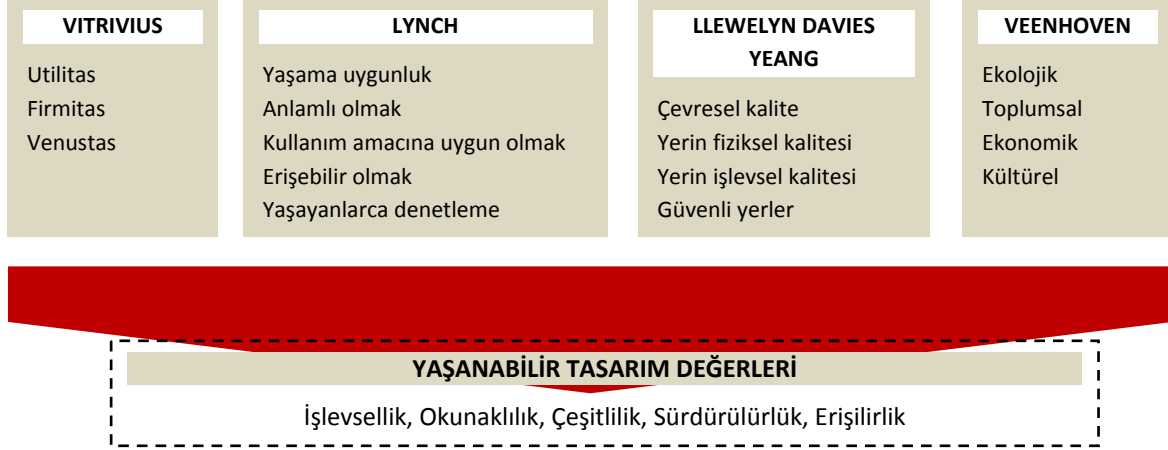 VITRIVIUS
Utilitas
Firmitas
Venustas
LYNCH
Yaşama uygunluk
Anlamlı olmak
Kullanım amacına uygun olmak
Erişebilir olmak
Yaşayanlarca denetleme
LLEWELYN DAVIES
YEANG
Çevresel kalite
Yerin fiziksel kalitesi
Yerin işlevsel kalitesi
Güvenli yerler
VEENHOVEN
Ekolojik
Toplumsal
Ekonomik
Kültürel
YAŞANABİLİR TASARIM DEĞERLERİ
İşlevsellik, Okunaklılık, Çeşitlilik, Sürdürülürlük, Erişilirlik